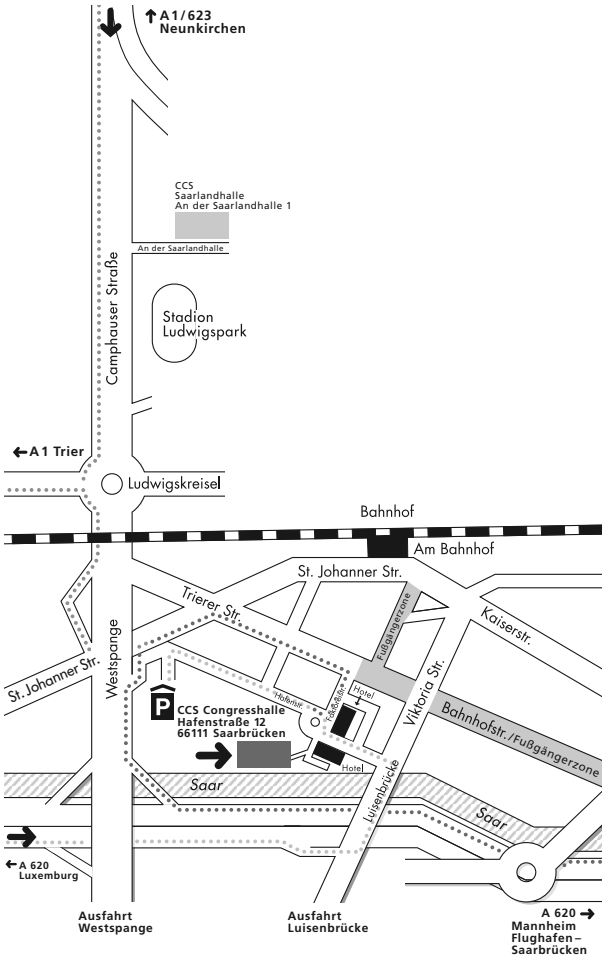 A1/623
Neunkirchen
CCS
Saarlandhalle
An der Saarlandhalle 1
An der Saarlandhalle
Camphauser Straße
Stadion
Ludwigspark
A1 Trier
Ludwigskreisel
Bahnhof
Am Bahnhof
St. Johanner Str.
Trierer Str.
Fußgängerzone
Kaiserstr.
St. Johanner Str.
Westspange
Viktoria Str.
P
CCS Congresshalle
Hafenstraße 12
66111 Saarbrücken
Hafenstr.
Hotel
Bahnhofstr./Fußgängerzone
Hotel
Luisenbrücke
Saar
Saar
A 620
Luxemburg
Ausfahrt
Westspange
Ausfahrt
Luisenbrücke
A 620
Mannheim
Flughafen–
Saarbrücken